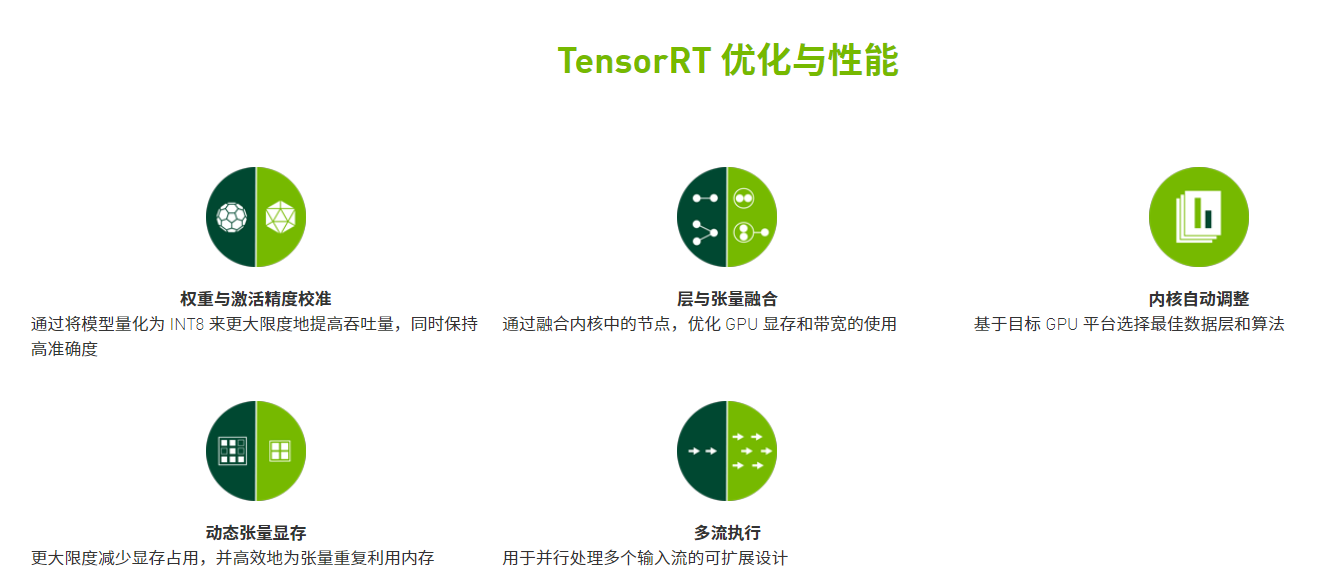 TensorRT 优化与性能
权重与激活精度校准
通过将模型量化为 INT8 来更大限度地提高吞吐量，同时保持
高准确度
层与张量融合
通过融合内核中的节点，优化 GPU 显存和带宽的使用
内核自动调整
基于目标 GPU 平台选择最佳数据层和算法
动态张量显存
更大限度减少显存占用，并高效地为张量重复利用内存
多流执行
用于并行处理多个输入流的可扩展设计